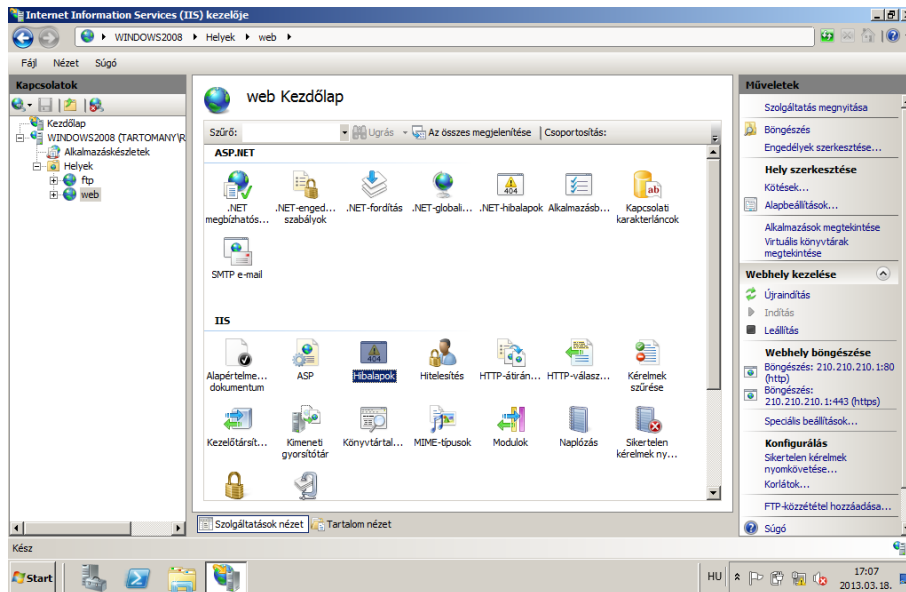 Internet Information Services (IIS) kezelője
WINDOWS2008 Helyek web
Fájl Nézet Súgó
Kapcsolatok
Kezdőlap
WINDOWS2008 (TARTOMANY\R
Alkalmazáskészletek
Helyek
ftp
web
web Kezdőlap
Szűrő: Ugrás Az összes megjelenítése Csoportosítás:
ASP.NET
.NET megbízhatós...
.NET-enged... szabályok
.NET-fordítás
.NET-globali...
.NET-hibalapok
Alkalmazásb...
Kapcsolati karakterláncok
SMTP e-mail
IIS
Alapértelme... dokumentum
ASP
404
Hibalapok
Hitelesítés
HTTP-átirán...
HTTP-válasz...
Kérelmek szűrése
Kezelőtársít...
Kimeneti gyorsítótár
Könyvtártal...
MIME-típusok
Modulok
Naplózás
Sikertelen kérelmek ny...
Szolgáltatások nézet Tartalom nézet
Műveletek
Szolgáltatás megnyitása
Böngészés
Engedélyek szerkesztése...
Hely szerkesztése
Kötések...
Alapbeállítások...
Alkalmazások megtekintése
Virtuális könyvtárak
megtekintése
Webhely kezelése
Újraindítás
Indítás
Leállítás
Webhely böngészése
Böngészés: 210.210.210.1:80
(http)
Böngészés:
210.210.210.1:443 (https)
Speciális beállítások...
Konfigurálás
Sikertelen kérelmek
nyomkövetése...
Korlátok...
FTP-közzététel hozzáadása...
Súgó
Kész
Start
HU
17:07
2013.03.18.